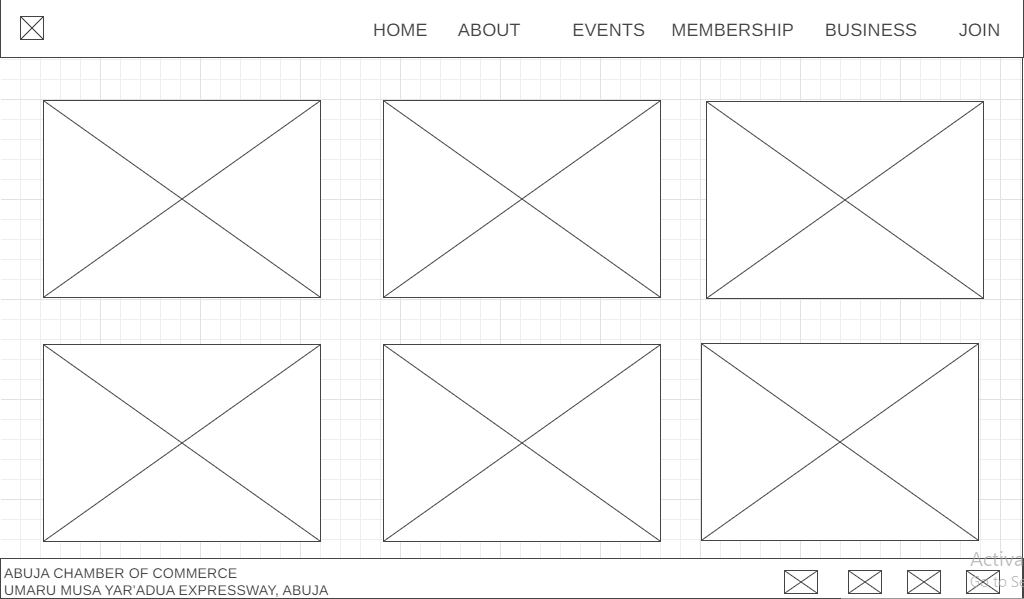 HOME ABOUT EVENTS MEMBERSHIP BUSINESS JOIN
Activa
Go to Se
ABUJA CHAMBER OF COMMERCE
UMARU MUSA YAR'ADUA EXPRESSWAY, ABUJA